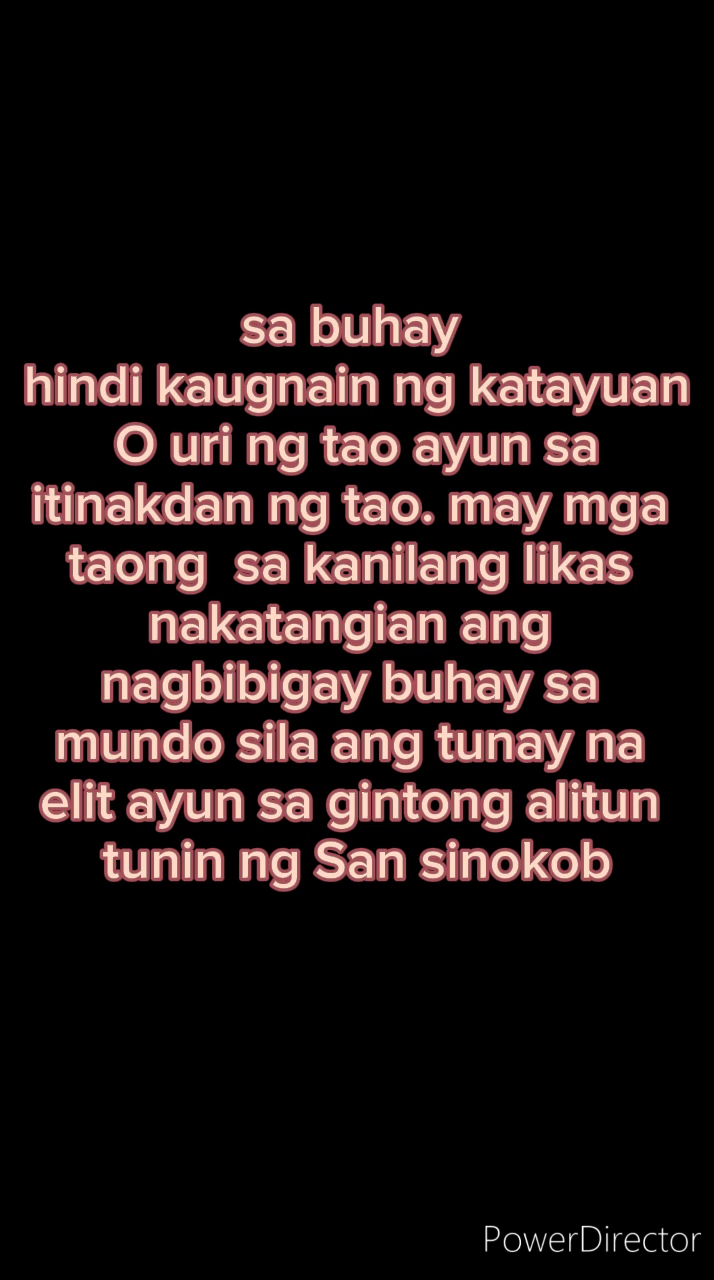 sa buhay
hindi kaugnain ng katayuan
O uri ng tao ayun sa
itinakdan ng tao. may mga
taong sa kanilang likas
nakatangian ang
nagbibigay buhay sa
mundo sila ang tunay na
elit ayun sa gintong alitun
tunin ng San sinokob
PowerDirector